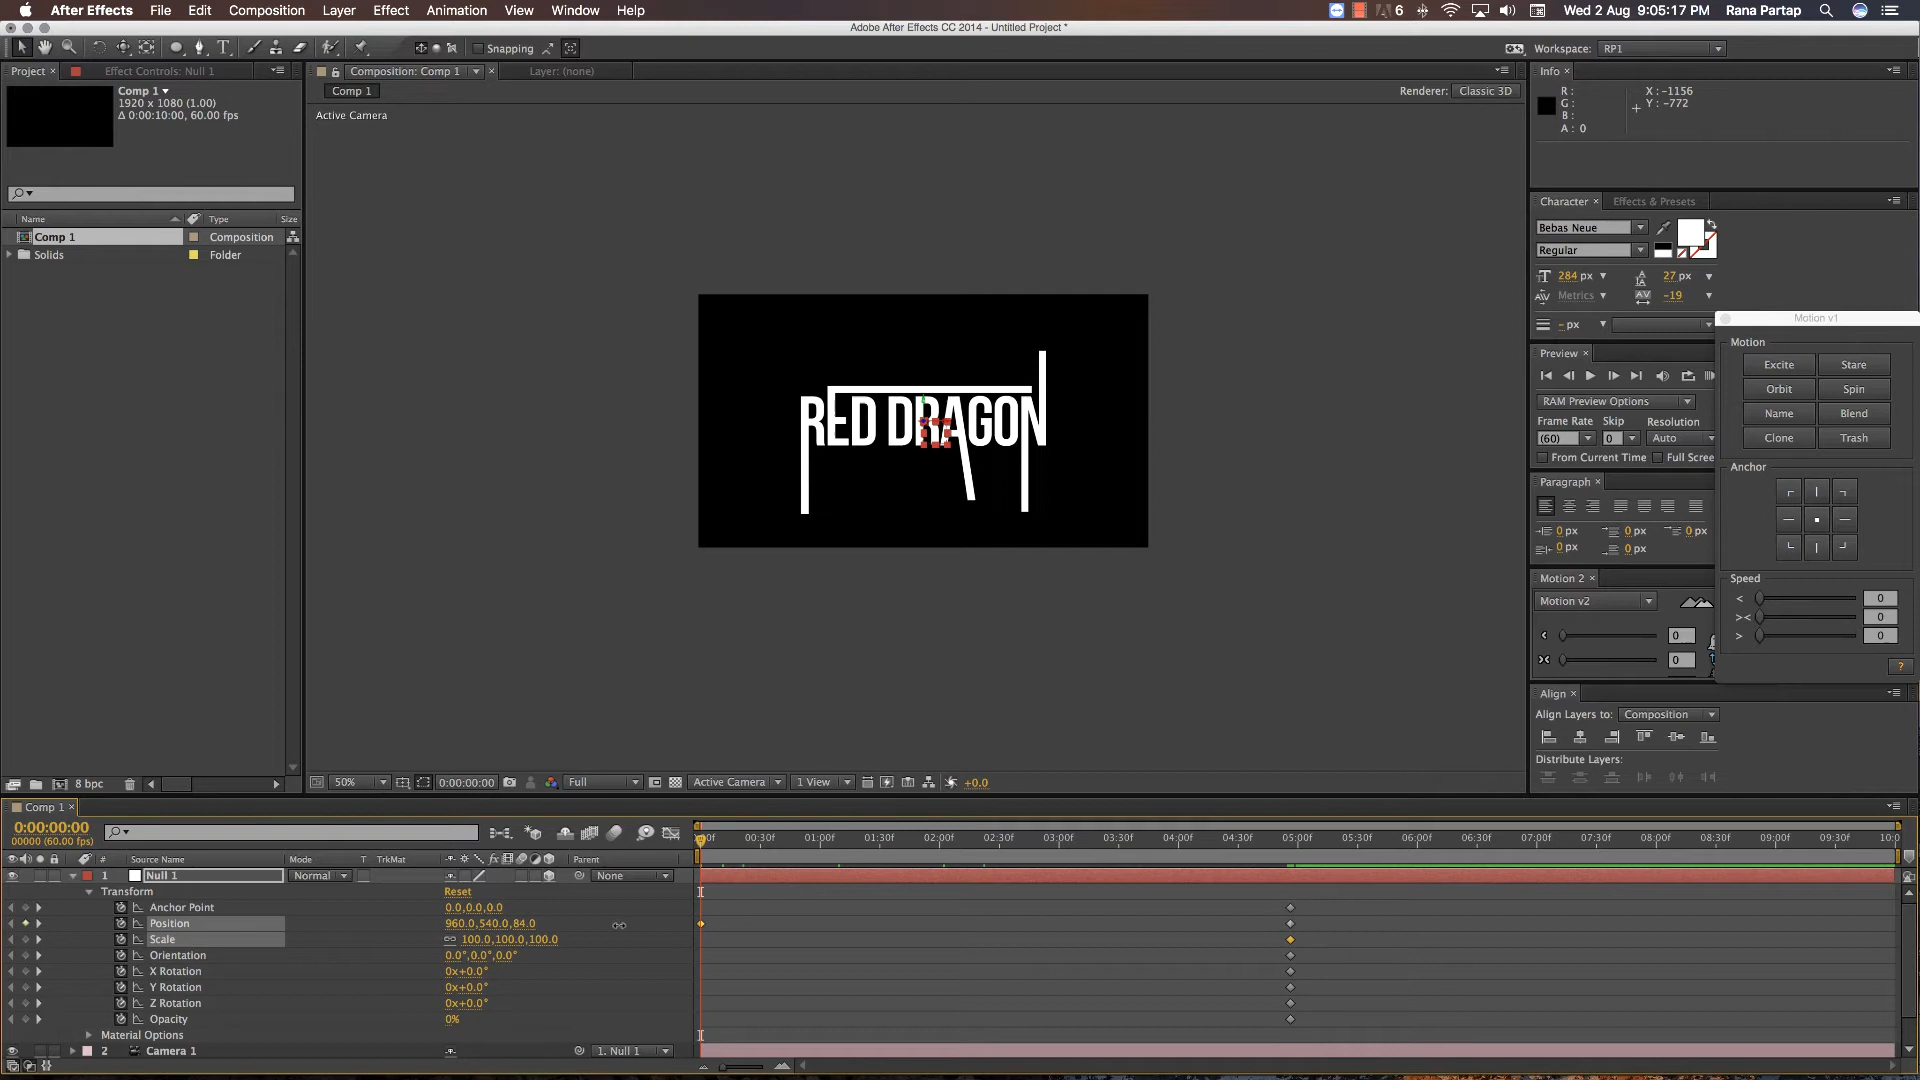 After Effects File Edit Composition Layer Effect Animation View Window Help 6 Wed 2 Aug 9:05:17 PM Rana Partap
Adobe After Effects CC 2014 - Untitled Project *
Snapping Workspace: RP1
Project × Effect Controls: Null 1 Composition: Comp 1 × Layer: (none) Info ×
Comp 1
1920 x 1080 (1.00)
Δ 0:00:10:00, 60.00 fps
Comp 1 Renderer: Classic 3D
Active Camera
R :
G :
B :
A : 0
X : -1156
Y : -772
Name Type Size
Comp 1 Composition
Solids Folder
RED DRAGON
Character × Effects & Presets
Bebas Neue
Regular
284 px 27 px
Metrics -19
- px
Motion v1
Motion
Excite Stare
Orbit Spin
Name Blend
Clone Trash
Anchor
Speed
< 0
>< 0
> 0
?
Preview ×
RAM Preview Options
Frame Rate Skip Resolution
(60) 0 Auto
From Current Time Full Scree
Paragraph ×
0 px 0 px 0 px
0 px 0 px
Motion 2 ×
Motion v2
0
0
Align ×
Align Layers to: Composition
Distribute Layers:
8 bpc
50% 0:00:00:00 Full Active Camera 1 View +0.0
Comp 1 ×
0:00:00:00
00000 (60.00 fps)
:00f 00:30f 01:00f 01:30f 02:00f 02:30f 03:00f 03:30f 04:00f 04:30f 05:00f 05:30f 06:00f 06:30f 07:00f 07:30f 08:00f 08:30f 09:00f 09:30f 10:0
# Source Name Mode T TrkMat fx Parent
1 Null 1 Normal None
Transform Reset
Anchor Point 0.0,0.0,0.0
Position 960.0,540.0,84.0
Scale 100.0,100.0,100.0
Orientation 0.0°,0.0°,0.0°
X Rotation 0x+0.0°
Y Rotation 0x+0.0°
Z Rotation 0x+0.0°
Opacity 0%
Material Options
2 Camera 1 1. Null 1